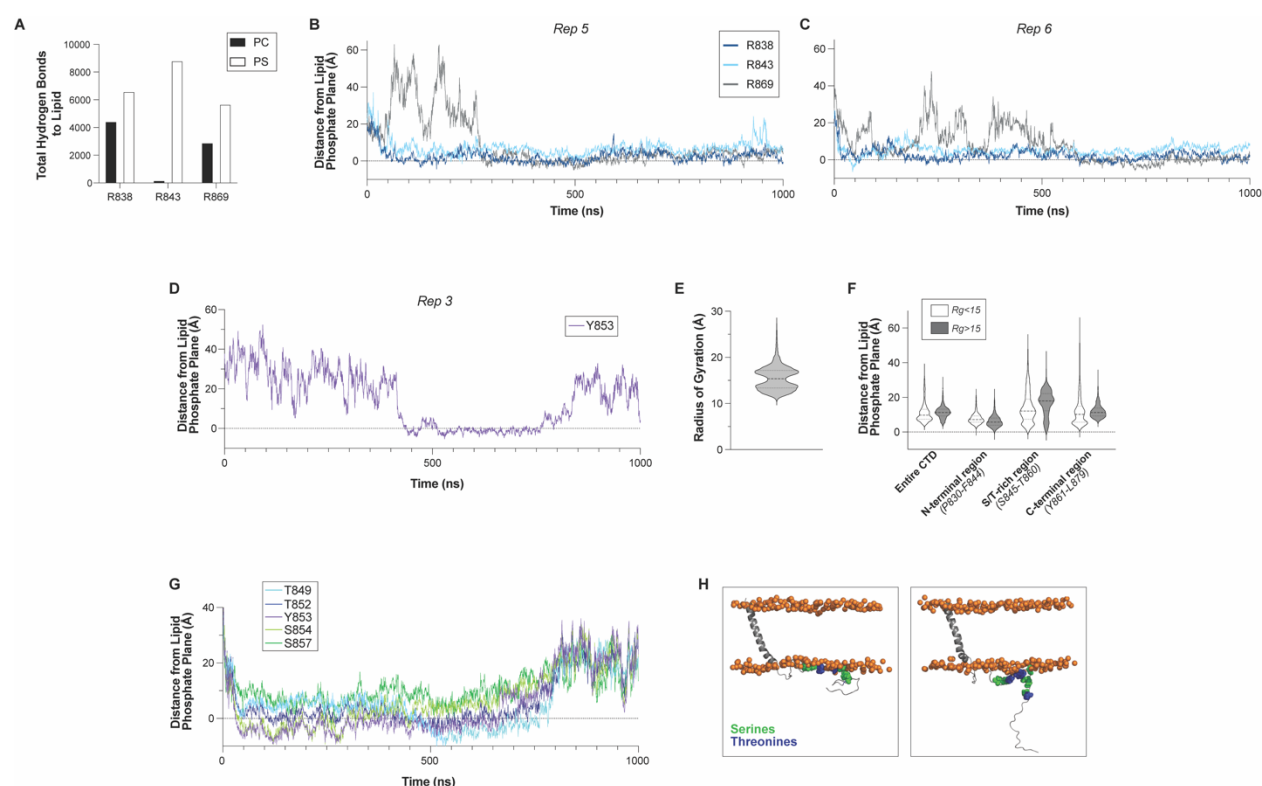 A
Total Hydrogen Bonds
to Lipid
10000
8000
6000
4000
2000
0
R838
R843
R869
PC
PS
B
Rep 5
Distance from Lipid
Phosphate Plane (Å)
60
40
20
0
R838
R843
R869
0
500
1000
Time (ns)
C
Rep 6
60
40
20
0
0
500
1000
Time (ns)
D
Rep 3
Distance from Lipid
Phosphate Plane (Å)
60
40
20
0
Y853
0
500
1000
Time (ns)
E
Radius of Gyration (Å)
30
25
20
15
10
5
0
F
Distance from Lipid
Phosphate Plane (Å)
60
40
20
0
Rg<15
Rg>15
Entire CTD
N-terminal region
(P830-F844)
S/T-rich region
(S845-T860)
C-terminal region
(Y861-L879)
G
T849
T852
Y853
S854
S857
Distance from Lipid
Phosphate Plane (Å)
40
20
0
0
500
1000
Time (ns)
H
Serines
Threonines